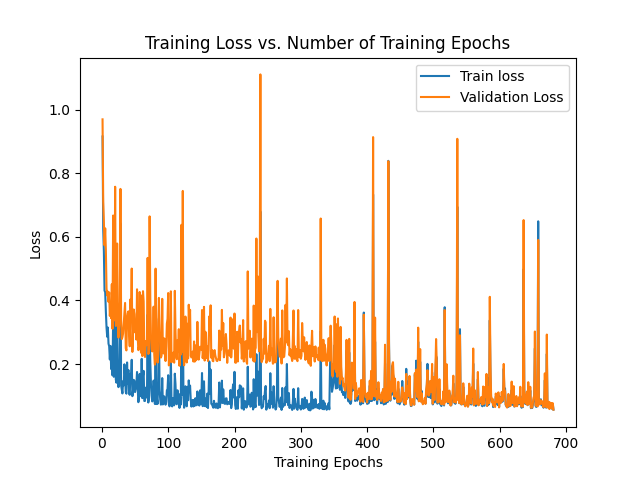 Training Loss vs. Number of Training Epochs
Train loss
Validation Loss
1.0
0.8
0.6
0.4
0.2
Loss
0 100 200 300 400 500 600 700
Training Epochs